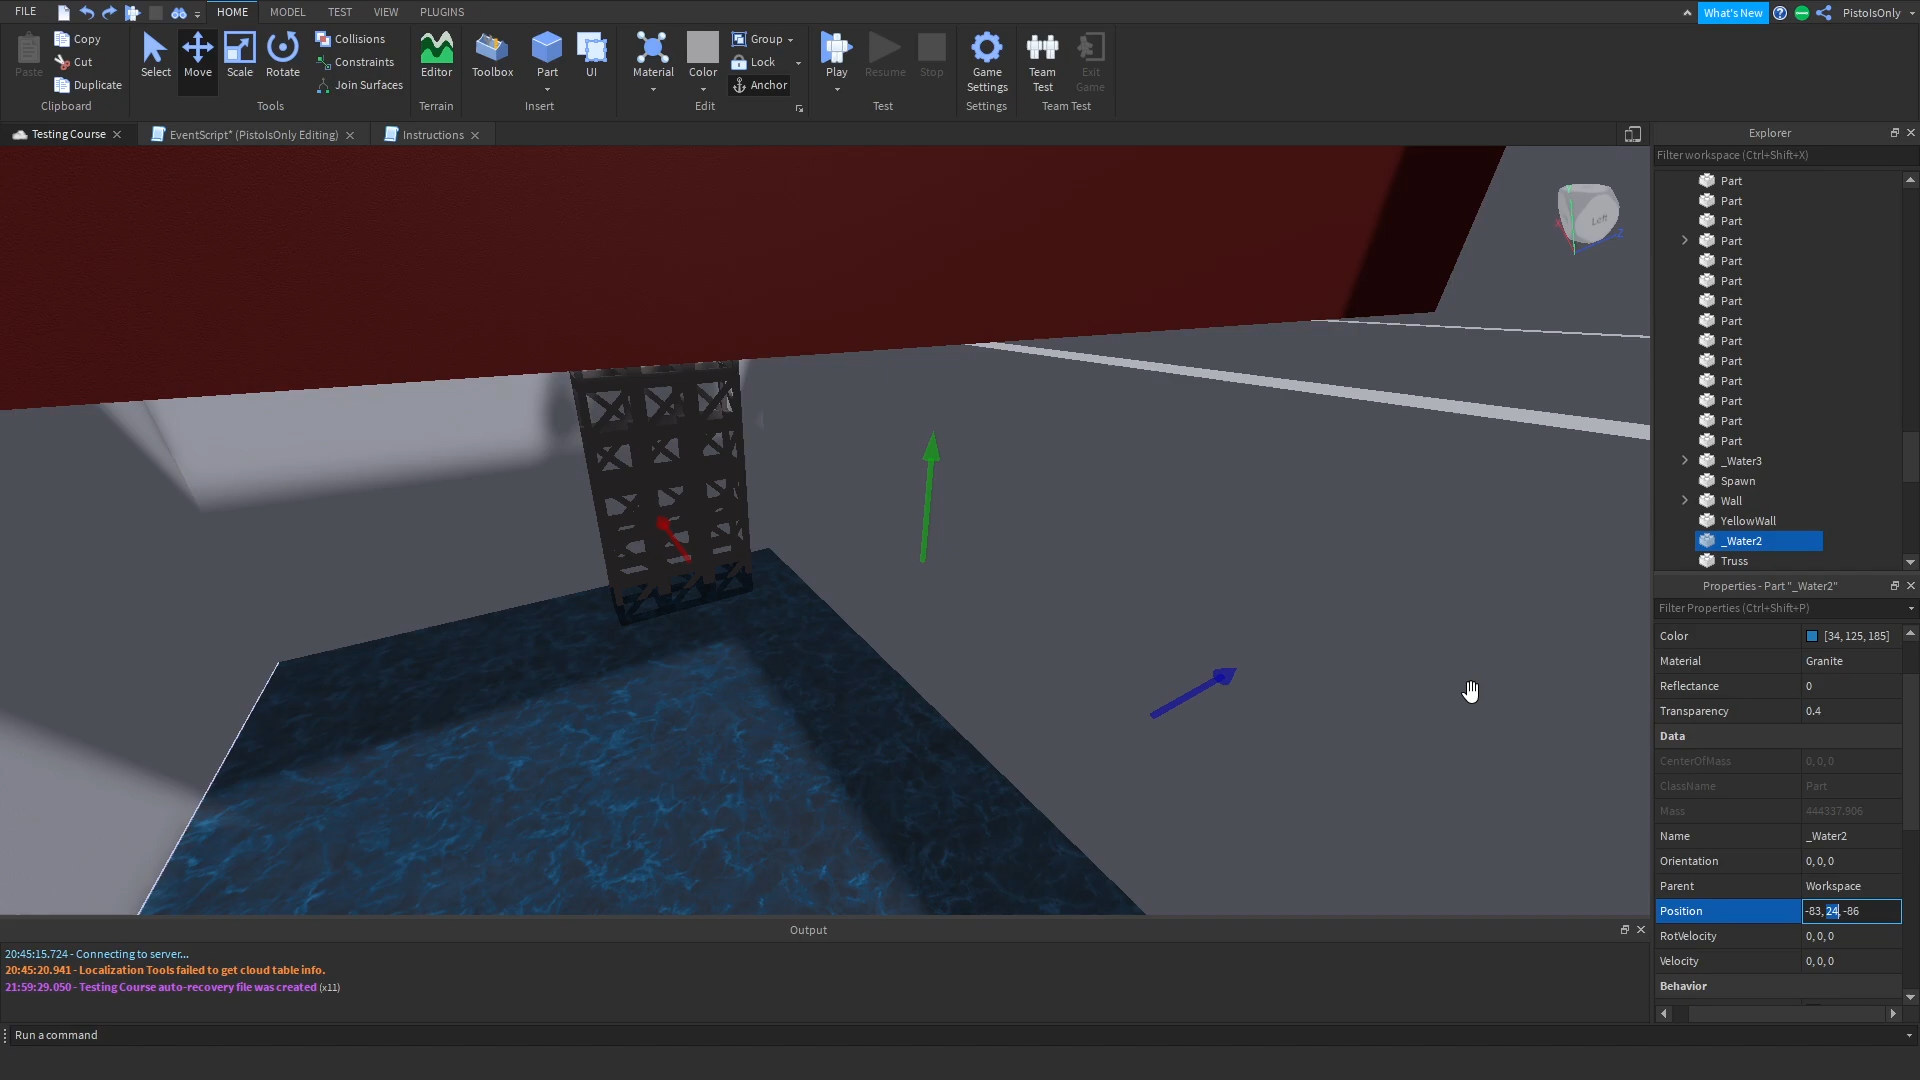 FILE HOME MODEL TEST VIEW PLUGINS What's New PistolsOnly
Paste Copy Cut Duplicate Clipboard
Select Move Scale Rotate Collisions Constraints Join Surfaces Tools
Editor Terrain
Toolbox Part UI Insert
Material Color Group Lock Anchor Edit
Play Resume Stop Test
Game Settings Settings
Team Test Exit Game Team Test
Testing Course EventScript* (PistolsOnly Editing) Instructions
Left
Explorer
Filter workspace (Ctrl+Shift+X)
Part
Part
Part
Part
Part
Part
Part
Part
Part
Part
Part
Part
Part
Part
_Water3
Spawn
Wall
YellowWall
_Water2
Truss
Properties - Part "_Water2"
Filter Properties (Ctrl+Shift+P)
Color [34, 125, 185]
Material Granite
Reflectance 0
Transparency 0.4
Data
CenterOfMass 0, 0, 0
ClassName Part
Mass 444337.906
Name _Water2
Orientation 0, 0, 0
Parent Workspace
Position -83, 24, -86
RotVelocity 0, 0, 0
Velocity 0, 0, 0
Behavior
Output
20:45:15.724 - Connecting to server...
20:45:20.941 - Localization Tools failed to get cloud table info.
21:59:29.050 - Testing Course auto-recovery file was created (x11)
Run a command